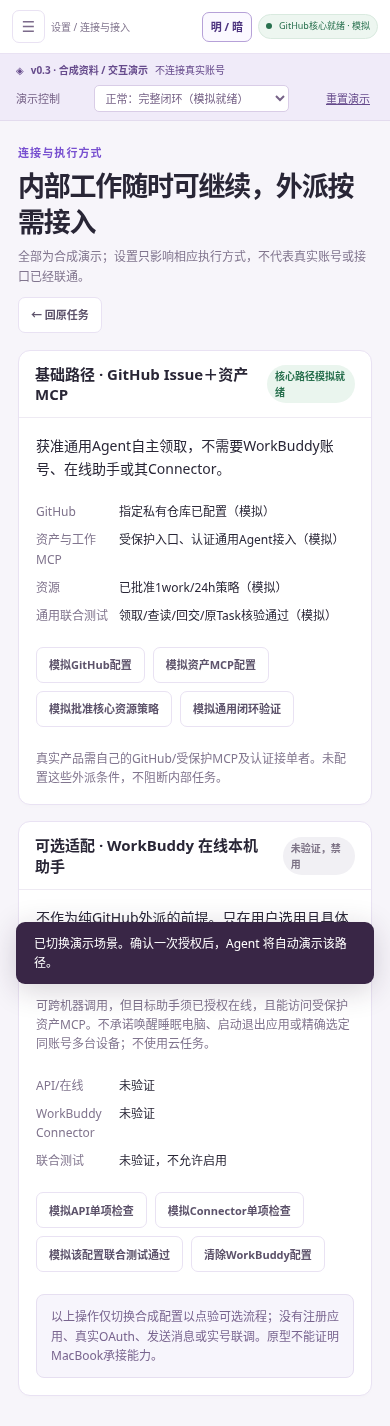 ☰ 设置 / 连接与接入 明 / 暗 GitHub核心就绪 · 模拟
◈ v0.3 · 合成资料 / 交互演示 不连接真实账号
演示控制 正常：完整闭环（模拟就绪） 重置演示
连接与执行方式
内部工作随时可继续，外派按
需接入
全部为合成演示；设置只影响相应执行方式，不代表真实账号或接
口已经联通。
← 回原任务
基础路径 · GitHub Issue＋资产
MCP
核心路径模拟就
绪
获准通用Agent自主领取，不需要WorkBuddy账
号、在线助手或其Connector。
GitHub 指定私有仓库已配置（模拟）
资产与工作 受保护入口、认证通用Agent接入（模拟）
MCP
资源 已批准1work/24h策略（模拟）
通用联合测试 领取/查读/回交/原Task核验通过（模拟）
模拟GitHub配置 模拟资产MCP配置
模拟批准核心资源策略 模拟通用闭环验证
真实产品需自己的GitHub/受保护MCP及认证接单者。未配
置这些外派条件，不阻断内部任务。
可选适配 · WorkBuddy 在线本机
助手
未验证，禁
用
不作为纯GitHub外派的前提。只在用户选用且具体
已切换演示场景。确认一次授权后，Agent 将自动演示该路
径。
可跨机器调用，但目标助手须已授权在线，且能访问受保护
资产MCP。不承诺唤醒睡眠电脑、启动退出应用或精确选定
同账号多台设备；不使用云任务。
API/在线 未验证
WorkBuddy 未验证
Connector
联合测试 未验证，不允许启用
模拟API单项检查 模拟Connector单项检查
模拟该配置联合测试通过 清除WorkBuddy配置
以上操作仅切换合成配置以点验可选流程；没有注册应
用、真实OAuth、发送消息或实号联调。原型不能证明
MacBook承接能力。